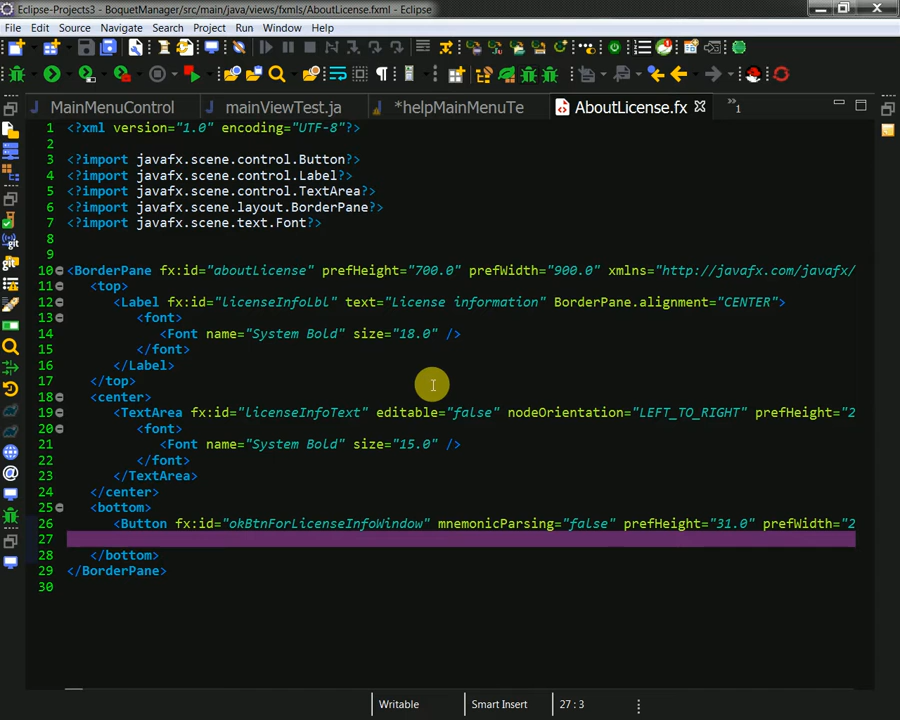 Eclipse-Projects3 - BoquetManager/src/main/java/views/fxmls/AboutLicense.fxml - Eclipse
File Edit Source Navigate Search Project Run Window Help
MainMenuControl mainViewTest.ja *helpMainMenuTe AboutLicense.fx »1
1 <?xml version="1.0" encoding="UTF-8"?>
2
3 <?import javafx.scene.control.Button?>
4 <?import javafx.scene.control.Label?>
5 <?import javafx.scene.control.TextArea?>
6 <?import javafx.scene.layout.BorderPane?>
7 <?import javafx.scene.text.Font?>
8
9
10 <BorderPane fx:id="aboutLicense" prefHeight="700.0" prefWidth="900.0" xmlns="http://javafx.com/javafx/
11 <top>
12 <Label fx:id="licenseInfoLbl" text="License information" BorderPane.alignment="CENTER">
13 <font>
14 <Font name="System Bold" size="18.0" />
15 </font>
16 </Label>
17 </top>
18 <center>
19 <TextArea fx:id="licenseInfoText" editable="false" nodeOrientation="LEFT_TO_RIGHT" prefHeight="2
20 <font>
21 <Font name="System Bold" size="15.0" />
22 </font>
23 </TextArea>
24 </center>
25 <bottom>
26 <Button fx:id="okBtnForLicenseInfoWindow" mnemonicParsing="false" prefHeight="31.0" prefWidth="2
27
28 </bottom>
29 </BorderPane>
30
Writable Smart Insert 27 : 3